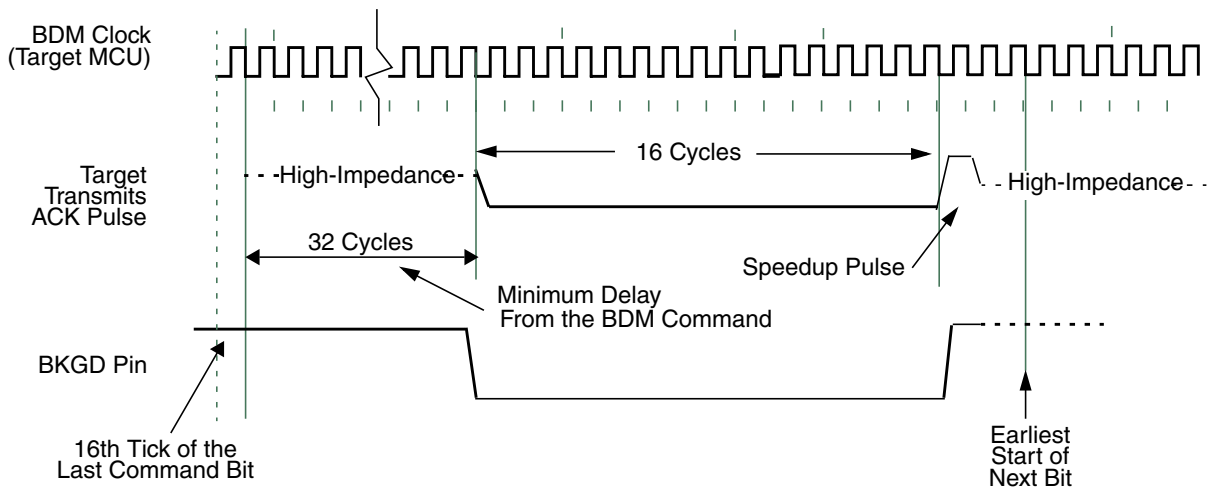 BDM Clock
(Target MCU)
16 Cycles
Target
Transmits
ACK Pulse
High-Impedance
High-Impedance
32 Cycles
Speedup Pulse
Minimum Delay
From the BDM Command
BKGD Pin
16th Tick of the
Last Command Bit
Earliest
Start of
Next Bit